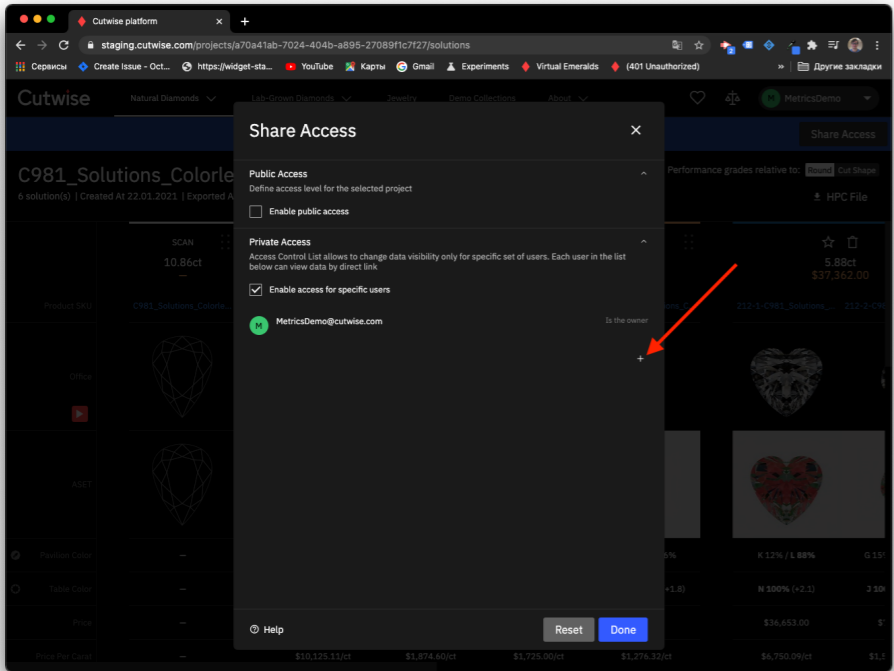 Cutwise platform
staging.cutwise.com/projects/a70a41ab-7024-404b-a895-27089f1c7f27/solutions
Сервисы
Create Issue - Oct...
https://widget-sta...
YouTube
Карты
Gmail
Experiments
Virtual Emeralds
(401 Unauthorized)
»
Другие закладки
Cutwise
Natural Diamonds
Lab-Grown Diamonds
Jewelry
Demo Collections
About
M
MetricsDemo
Share Access
C981_Solutions_Colorle
6 solution(s) | Created At 22.01.2021 | Exported A
Performance grades relative to:
Round
Cut Shape
HPC File
Share Access
Public Access
Define access level for the selected project
Enable public access
Private Access
Access Control List allows to change data visibility only for specific set of users. Each user in the list
below can view data by direct link
Enable access for specific users
M
MetricsDemo@cutwise.com
Is the owner
+
Help
Reset
Done
SCAN
10.86ct
—
5.88ct
$37,362.00
Product SKU
C981_Solutions_Colorle...
212-1-C981_Solutions_...
Office
ASET
Pavilion Color
—
6%
K 12% / L 88%
G 15
Table Color
—
+1.8)
N 100% (+2.1)
J 10
Price
—
$36,653.00
Price Per Carat
—
$10,125.11/ct
$1,874.60/ct
$1,725.00/ct
$1,276.32/ct
$6,750.09/ct